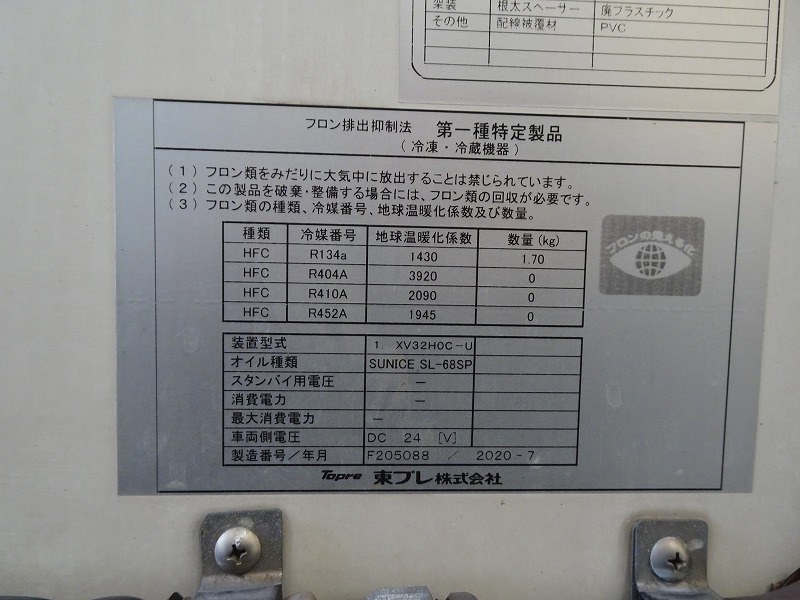 架装 根太スペーサー 廃プラスチック
その他 配線被覆材 PVC
フロン排出抑制法 第一種特定製品
(冷凍・冷蔵機器)
(1) フロン類をみだりに大気中に放出することは禁じられています。
(2) この製品を破棄・整備する場合には、フロン類の回収が必要です。
(3) フロン類の種類、冷媒番号、地球温暖化係数及び数量。
種類 冷媒番号 地球温暖化係数 数量(kg)
HFC R134a 1430 1.70
HFC R404A 3920 0
HFC R410A 2090 0
HFC R452A 1945 0
フロンの見える化
装置型式 1. XV32HOC-U
オイル種類 SUNICE SL-68SP
スタンバイ用電圧 －
消費電力 －
最大消費電力 －
車両側電圧 DC 24 [V]
製造番号／年月 F205088 ／ 2020-7
Topre 東プレ株式会社